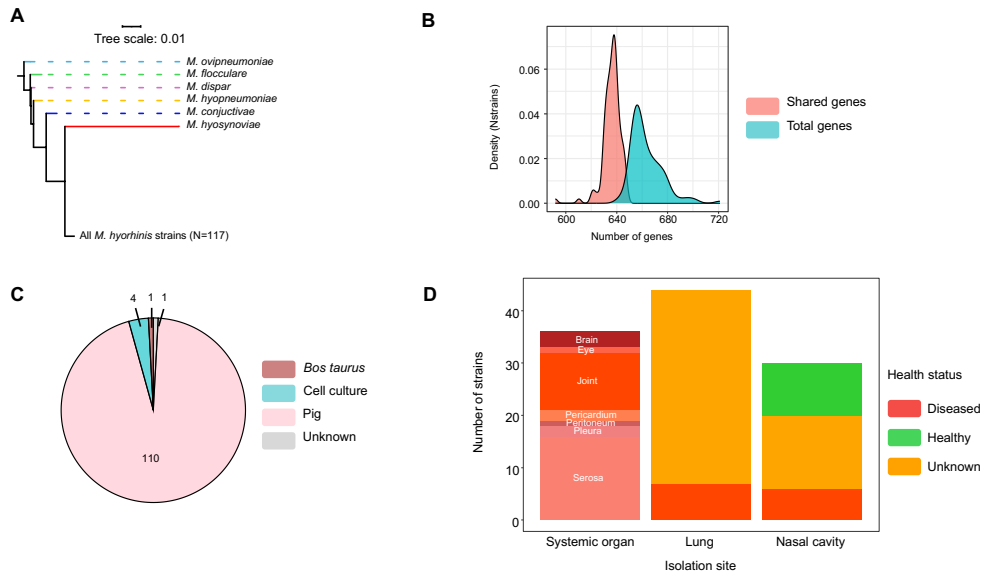 A
Tree scale: 0.01
M. ovipneumoniae
M. flocculare
M. dispar
M. hyopneumoniae
M. conjuctivae
M. hyosynoviae
All M. hyorhinis strains (N=117)
B
Density (Nstrains)
0.06
0.04
0.02
0.00
600 640 680 720
Number of genes
Shared genes
Total genes
C
4 1 1
110
Bos taurus
Cell culture
Pig
Unknown
D
Number of strains
40
30
20
10
0
Brain
Eye
Joint
Pericardium
Peritoneum
Pleura
Serosa
Systemic organ Lung Nasal cavity
Isolation site
Health status
Diseased
Healthy
Unknown